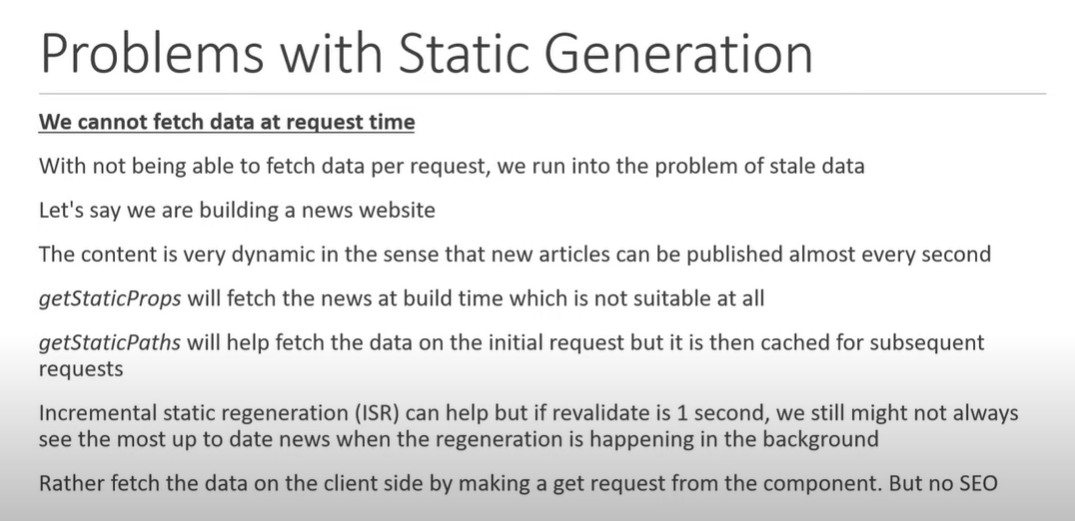 Problems with Static Generation
We cannot fetch data at request time
With not being able to fetch data per request, we run into the problem of stale data
Let's say we are building a news website
The content is very dynamic in the sense that new articles can be published almost every second
getStaticProps will fetch the news at build time which is not suitable at all
getStaticPaths will help fetch the data on the initial request but it is then cached for subsequent
requests
Incremental static regeneration (ISR) can help but if revalidate is 1 second, we still might not always
see the most up to date news when the regeneration is happening in the background
Rather fetch the data on the client side by making a get request from the component. But no SEO